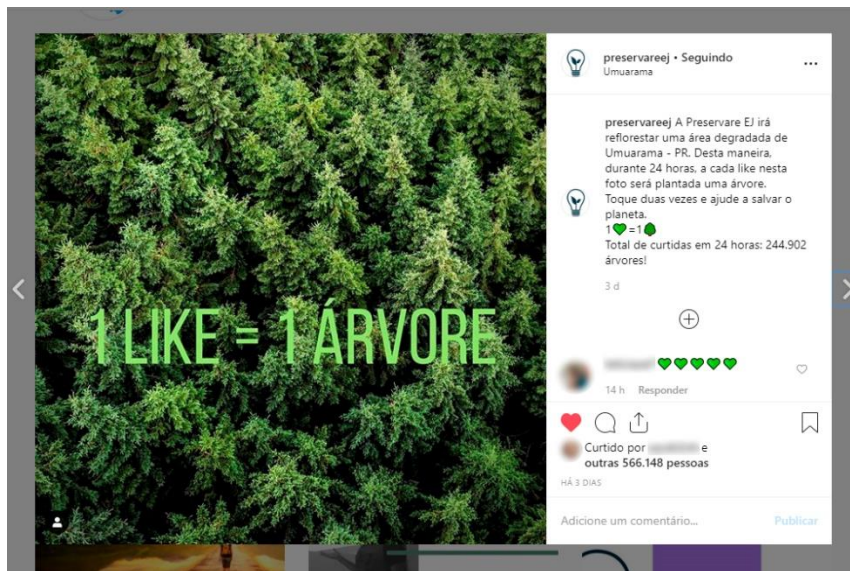 preservareej • Seguindo
Umuarama
preservareej A Preservare EJ irá
reflorestar uma área degradada de
Umuarama - PR. Desta maneira,
durante 24 horas, a cada like nesta
foto será plantada uma árvore.
Toque duas vezes e ajude a salvar o
planeta.
1💚=1🌲
Total de curtidas em 24 horas: 244.902
árvores!
3 d
1 LIKE = 1 ÁRVORE
💚💚💚💚💚
14 h Responder
Curtido por e
outras 566.148 pessoas
HÁ 3 DIAS
Adicione um comentário... Publicar